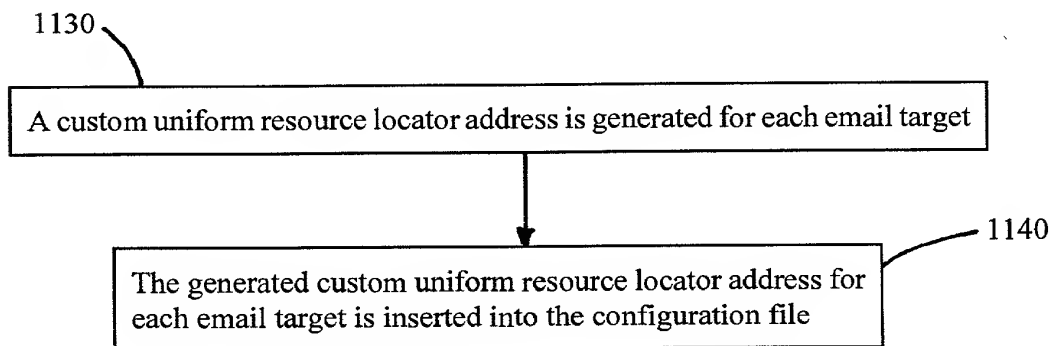 1130
A custom uniform resource locator address is generated for each email target
1140
The generated custom uniform resource locator address for
each email target is inserted into the configuration file